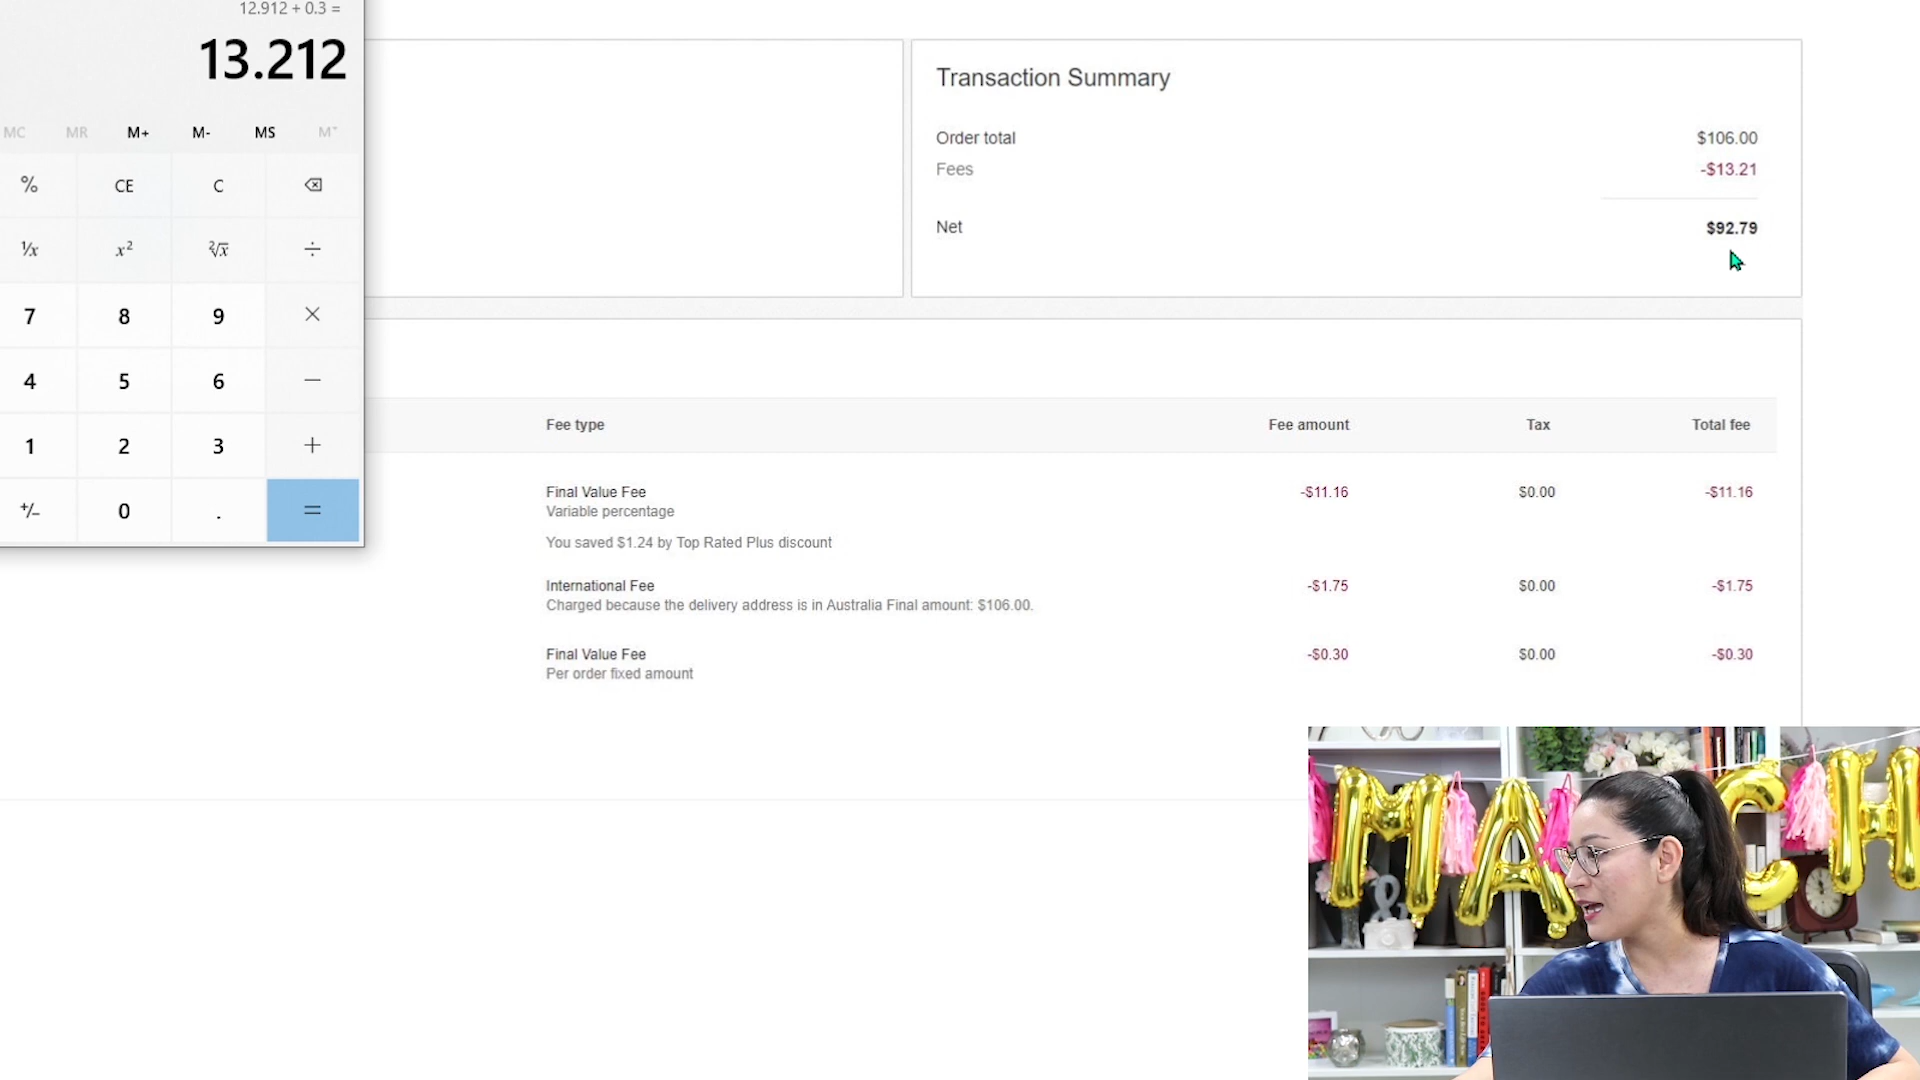 12.912 + 0.3 =
13.212
MC MR M+ M- MS M˅
% CE C ⌫
¹/x x² ²√x ÷
7 8 9 ×
4 5 6 −
1 2 3 +
+/− 0 . =
Transaction Summary
Order total $106.00
Fees -$13.21
Net $92.79
Fee type Fee amount Tax Total fee
Final Value Fee -$11.16 $0.00 -$11.16
Variable percentage
You saved $1.24 by Top Rated Plus discount
International Fee -$1.75 $0.00 -$1.75
Charged because the delivery address is in Australia Final amount: $106.00.
Final Value Fee -$0.30 $0.00 -$0.30
Per order fixed amount
MA CH
&